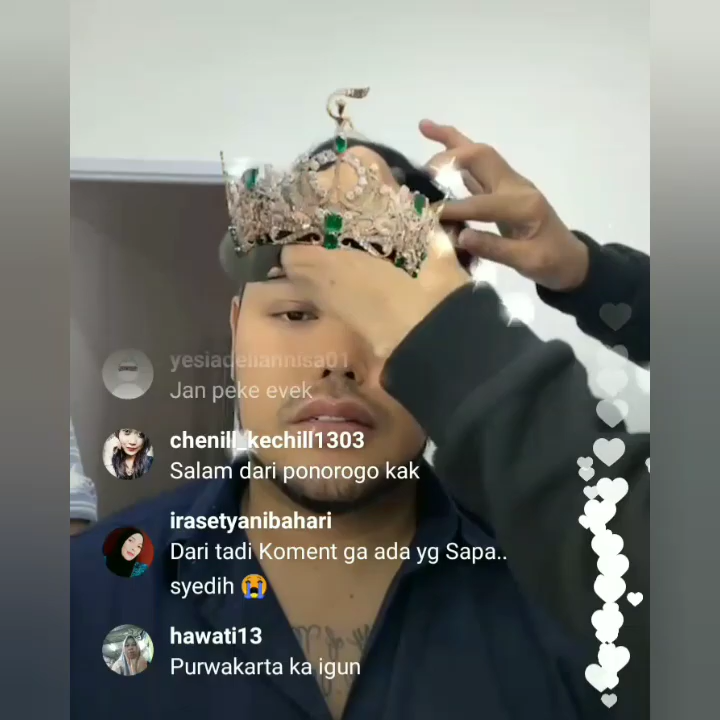 yesiadeliannisa01
Jan peke evek
chenill_kechill1303
Salam dari ponorogo kak
irasetyanibahari
Dari tadi Koment ga ada yg Sapa..
syedih 😭
hawati13
Purwakarta ka igun